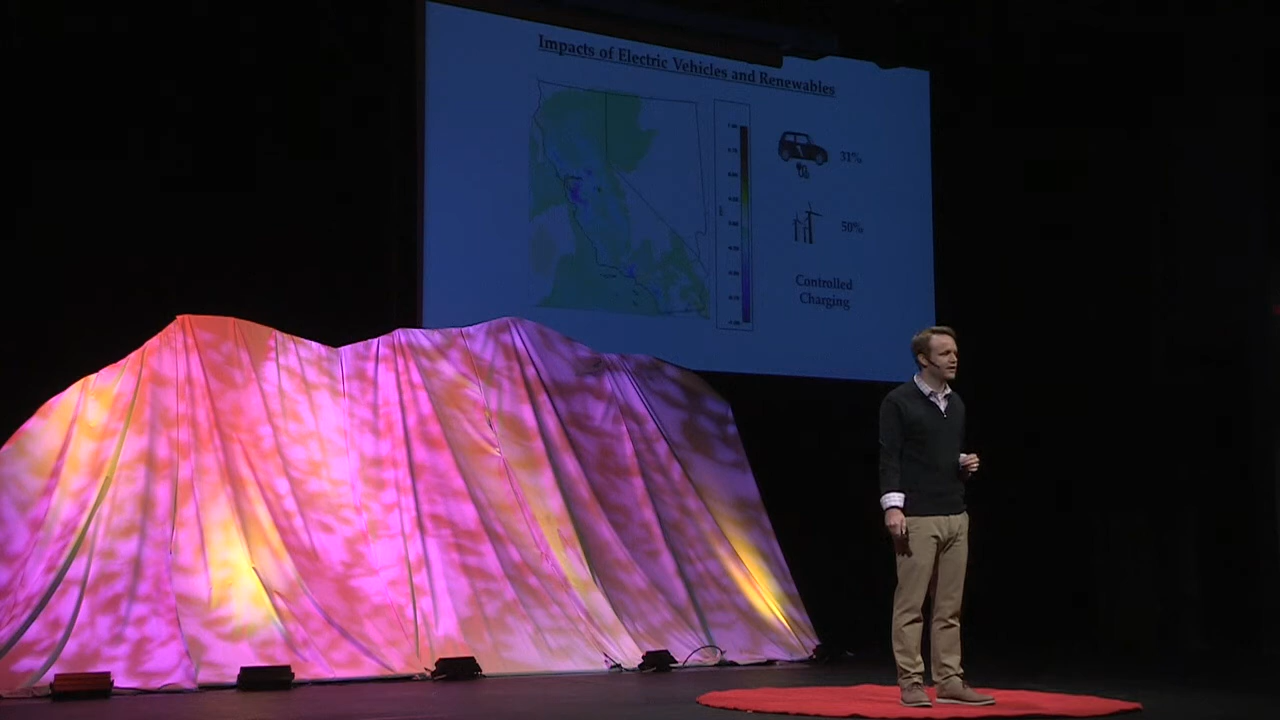 Impacts of Electric Vehicles and Renewables
31%
50%
Controlled
Charging